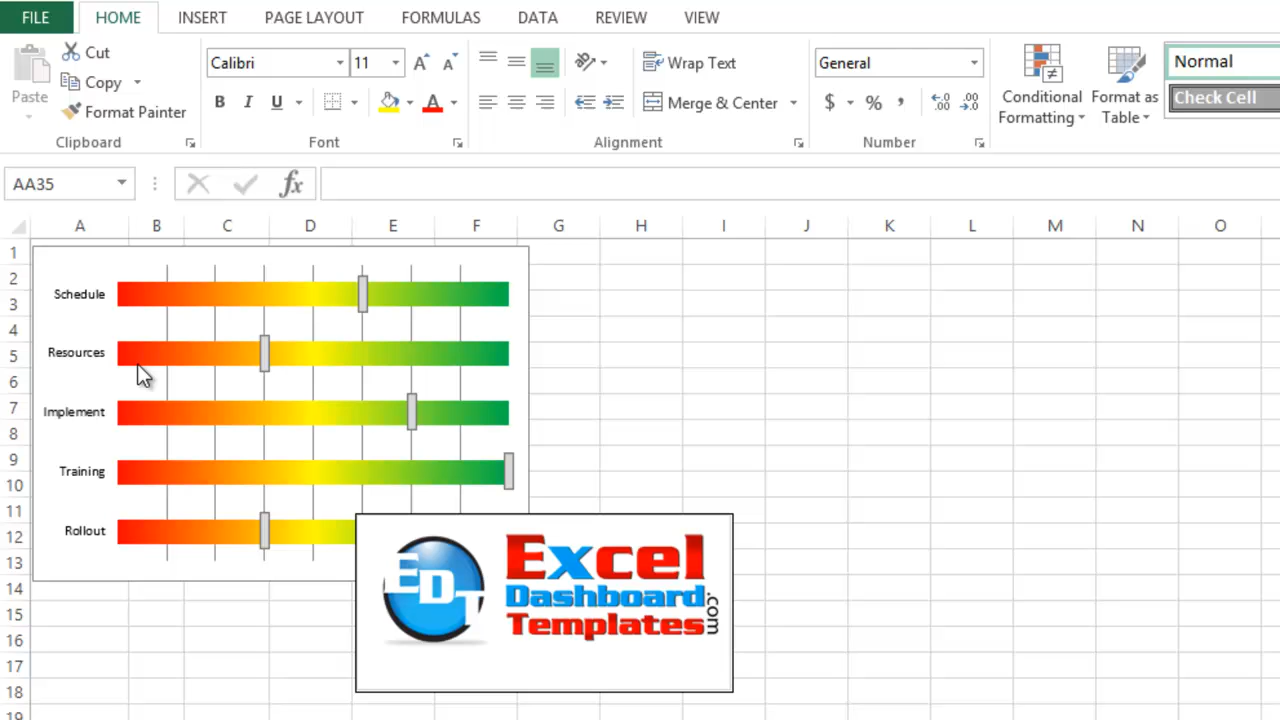 FILE HOME INSERT PAGE LAYOUT FORMULAS DATA REVIEW VIEW
Paste
Cut
Copy
Format Painter
Clipboard
Calibri 11
B I U A
Font
Wrap Text
Merge & Center
Alignment
General
$ % ,
Number
Conditional
Formatting
Format as
Table
Normal
Check Cell
AA35
fx
A B C D E F G H I J K L M N O
1
2
3
4
5
6
7
8
9
10
11
12
13
14
15
16
17
18
19
Schedule
Resources
Implement
Training
Rollout
EDT
Excel
Dashboard
Templates
.com